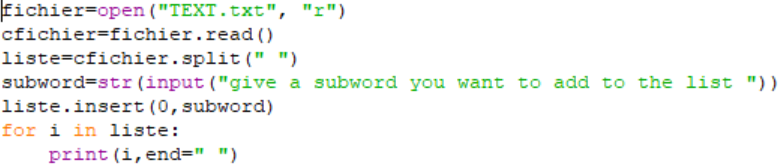 fichier=open("TEXT.txt", "r")
cfichier=fichier.read()
liste=cfichier.split(" ")
subword=str(input("give a subword you want to add to the list "))
liste.insert(0,subword)
for i in liste:
    print(i,end=" ")